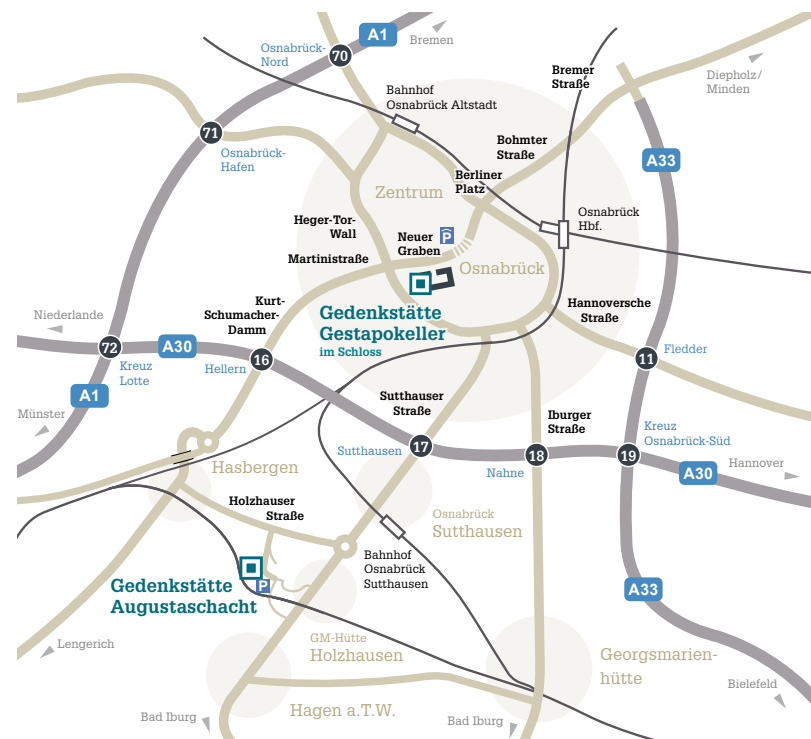 A1
Bremen
Osnabrück-
Nord
70
Bahnhof
Osnabrück Altstadt
Bremer
Straße
Diepholz/
Minden
71
Osnabrück-
Hafen
Bohmter
Straße
A33
Berliner
Platz
Zentrum
Heger-Tor-
Wall
Neuer
Graben
P
Osnabrück
Hbf.
Martinistraße
Osnabrück
Kurt-
Schumacher-
Damm
Gedenkstätte
Gestapokeller
im Schloss
Hannoversche
Straße
Niederlande
72
A30
Kreuz
Lotte
Hellern
16
11
Fledder
A1
Münster
Sutthauser
Straße
Iburger
Straße
Kreuz
Osnabrück-Süd
Sutthausen
17
18
Nahne
19
A30
Hannover
Hasbergen
Holzhauser
Straße
Osnabrück
Sutthausen
Bahnhof
Osnabrück
Sutthausen
Gedenkstätte
Augustaschacht
P
A33
Lengerich
GM-Hütte
Holzhausen
Georgsmarien-
hütte
Bielefeld
Hagen a.T.W.
Bad Iburg
Bad Iburg